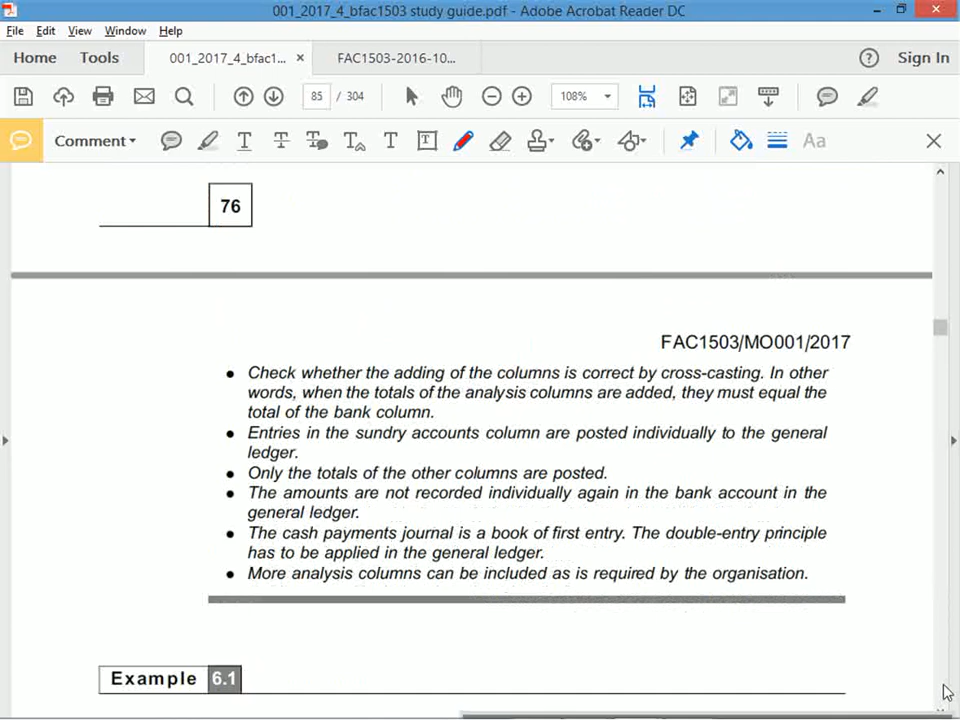 001_2017_4_bfac1503 study guide.pdf - Adobe Acrobat Reader DC
File Edit View Window Help
Home Tools 001_2017_4_bfac1... × FAC1503-2016-10... Sign In
85 / 304 108%
Comment Aa
76
FAC1503/MO001/2017
• Check whether the adding of the columns is correct by cross-casting. In other
words, when the totals of the analysis columns are added, they must equal the
total of the bank column.
• Entries in the sundry accounts column are posted individually to the general
ledger.
• Only the totals of the other columns are posted.
• The amounts are not recorded individually again in the bank account in the
general ledger.
• The cash payments journal is a book of first entry. The double-entry principle
has to be applied in the general ledger.
• More analysis columns can be included as is required by the organisation.
Example 6.1